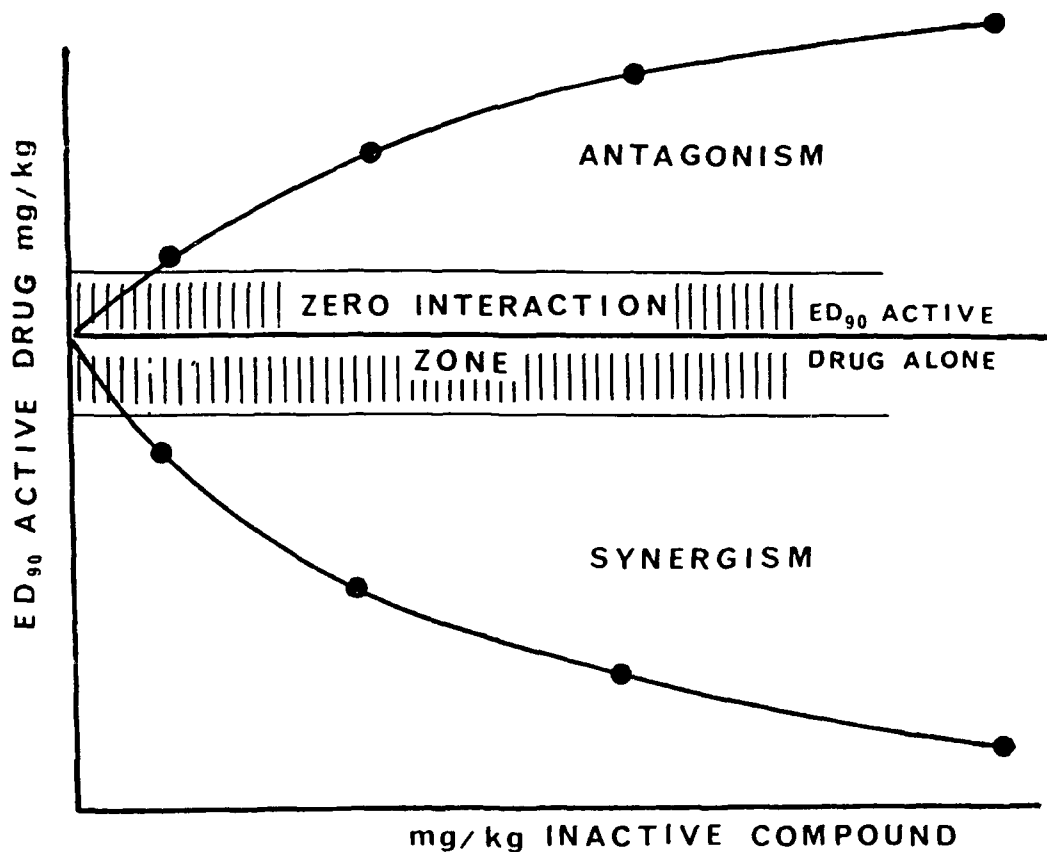 ANTAGONISM
ED₉₀ ACTIVE DRUG mg/kg
ZERO INTERACTION
ED₉₀ ACTIVE
ZONE
DRUG ALONE
SYNERGISM
mg/kg INACTIVE COMPOUND